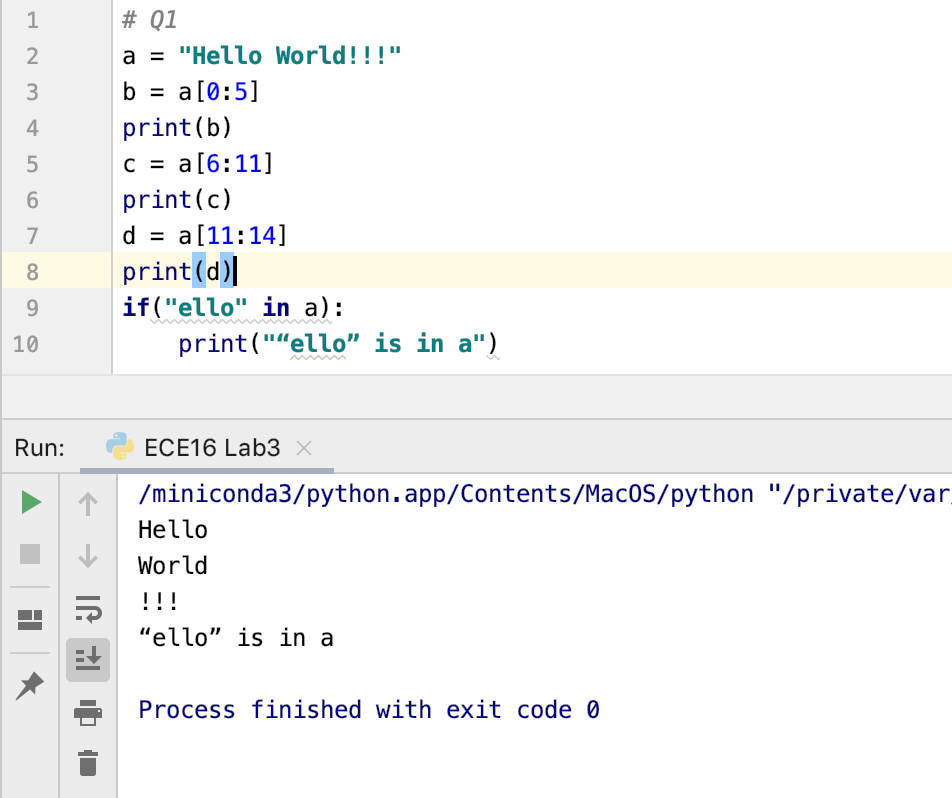 1 # Q1
2 a = "Hello World!!!"
3 b = a[0:5]
4 print(b)
5 c = a[6:11]
6 print(c)
7 d = a[11:14]
8 print(d)
9 if("ello" in a):
10     print("“ello” is in a")
Run: ECE16 Lab3
/miniconda3/python.app/Contents/MacOS/python "/private/var/
Hello
World
!!!
“ello” is in a
Process finished with exit code 0